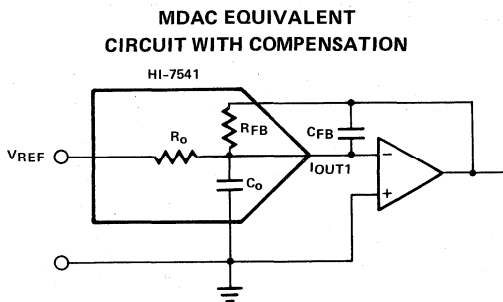 MDAC EQUIVALENT
CIRCUIT WITH COMPENSATION
HI-7541
RFB
CFB
Ro
VREF
IOUT1
Co
−
+